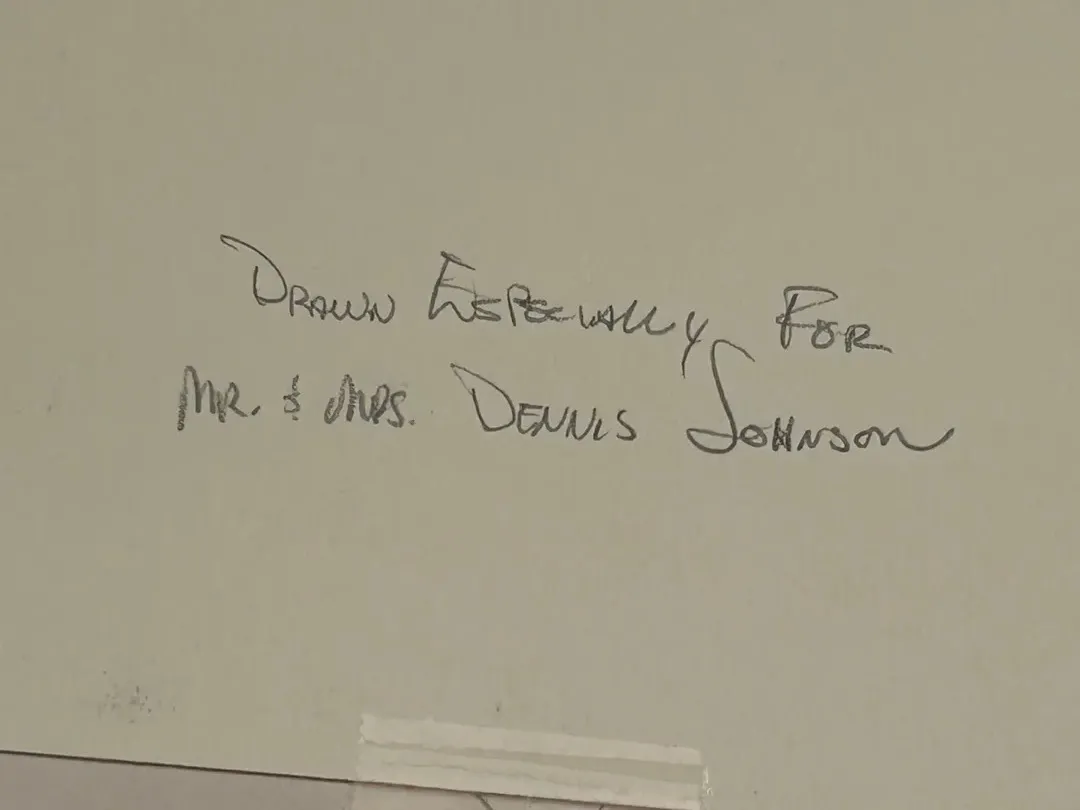 Drawn Especially For
Mr. & Mrs. Dennis Johnson